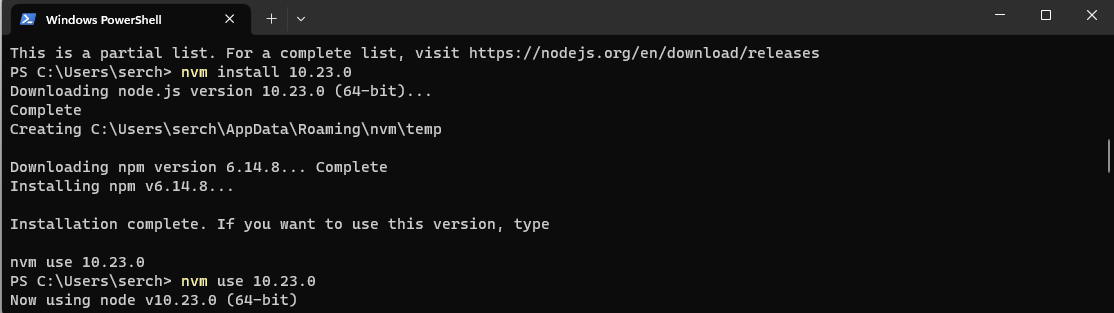 Windows PowerShell
This is a partial list. For a complete list, visit https://nodejs.org/en/download/releases
PS C:\Users\serch> nvm install 10.23.0
Downloading node.js version 10.23.0 (64-bit)...
Complete
Creating C:\Users\serch\AppData\Roaming\nvm\temp
Downloading npm version 6.14.8... Complete
Installing npm v6.14.8...
Installation complete. If you want to use this version, type
nvm use 10.23.0
PS C:\Users\serch> nvm use 10.23.0
Now using node v10.23.0 (64-bit)